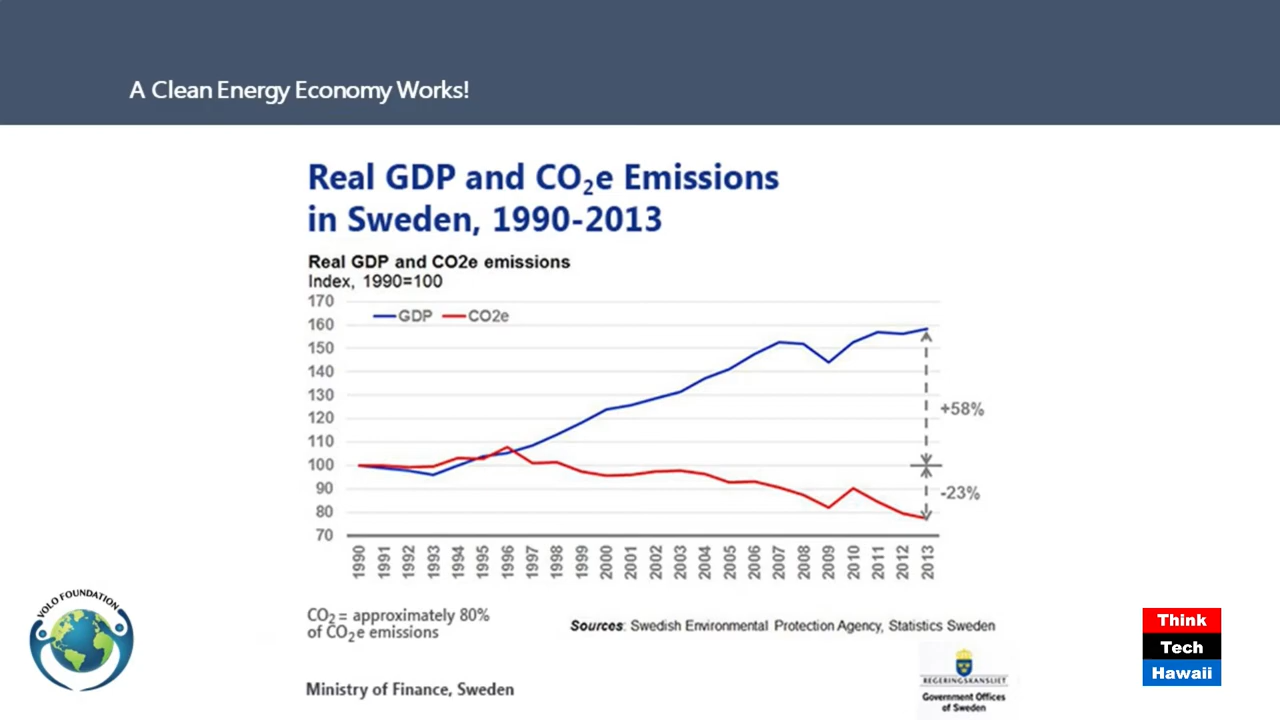 A Clean Energy Economy Works!
Real GDP and CO2e Emissions
in Sweden, 1990-2013
Real GDP and CO2e emissions
Index, 1990=100
170
GDP CO2e
160
150
140
130
+58%
120
110
100
90
-23%
80
70
1990 1991 1992 1993 1994 1995 1996 1997 1998 1999 2000 2001 2002 2003 2004 2005 2006 2007 2008 2009 2010 2011 2012 2013
CO2 = approximately 80%
of CO2e emissions
Sources: Swedish Environmental Protection Agency, Statistics Sweden
Ministry of Finance, Sweden
REGERINGSKANSLIET
Government Offices
of Sweden
VOLO FOUNDATION
Think
Tech
Hawaii